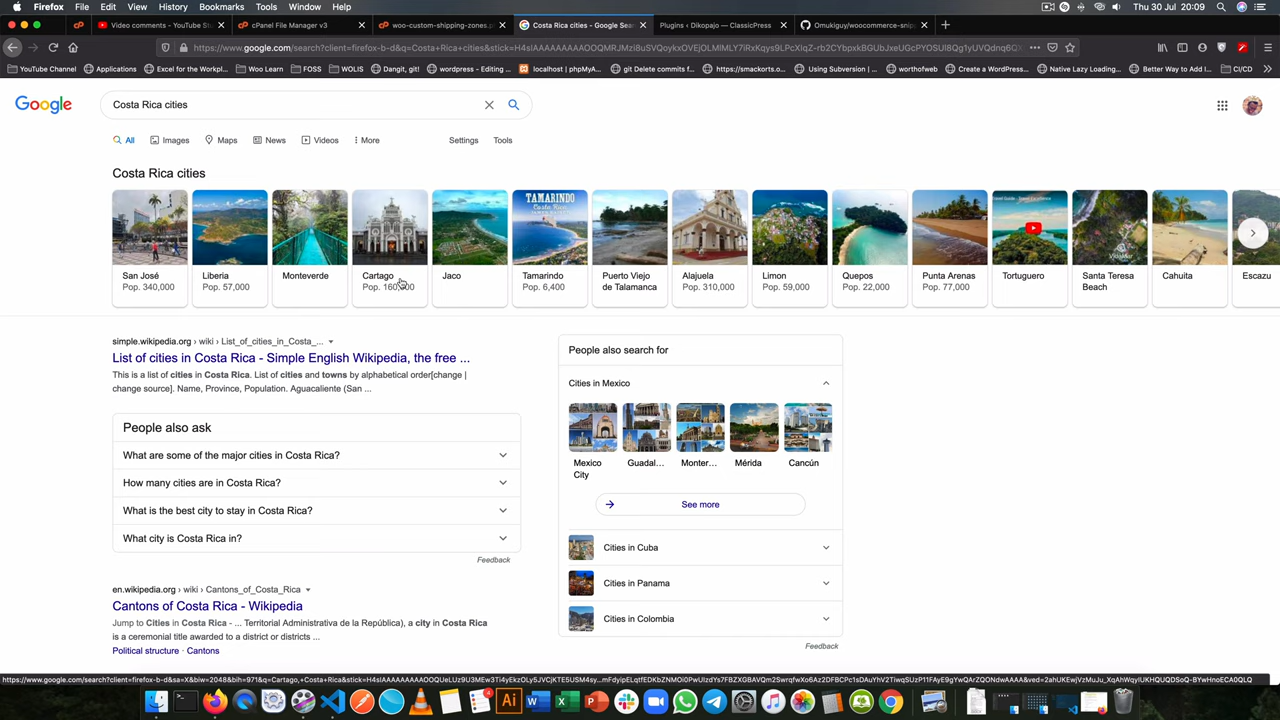 Firefox File Edit View History Bookmarks Tools Window Help
Thu 30 Jul 20:09
Video comments - YouTube St
cPanel File Manager v3
woo-custom-shipping-zones.p
Costa Rica cities - Google Sea
Plugins ‹ Dikopajo — ClassicPress
Omukiguy/woocommerce-snip
YouTube Channel
Applications
Excel for the Workpl...
Woo Learn
FOSS
WOLIS
Dangit, git!
wordpress - Editing ...
localhost | phpMyA...
git Delete commits f...
https://smackorts.o...
Using Subversion · ...
worthofweb
Create a WordPress...
Native Lazy Loading...
Better Way to Add I...
CI/CD
Google
Costa Rica cities
All Images Maps News Videos More Settings Tools
Costa Rica cities
TAMARINDO
COSTA RICA
San José
Pop. 340,000
Liberia
Pop. 57,000
Monteverde
Cartago
Jaco
Tamarindo
Pop. 6,400
Puerto Viejo
de Talamanca
Alajuela
Pop. 310,000
Limon
Pop. 59,000
Quepos
Pop. 22,000
Punta Arenas
Pop. 77,000
Tortuguero
Santa Teresa
Beach
Cahuita
Escazu
simple.wikipedia.org › wiki › List_of_cities_in_Costa_...
List of cities in Costa Rica - Simple English Wikipedia, the free ...
This is a list of cities in Costa Rica. List of cities and towns by alphabetical order[change |
change source]. Name, Province, Population. Aguacaliente (San ...
People also ask
What are some of the major cities in Costa Rica?
How many cities are in Costa Rica?
What is the best city to stay in Costa Rica?
What city is Costa Rica in?
Feedback
en.wikipedia.org › wiki › Cantons_of_Costa_Rica
Cantons of Costa Rica - Wikipedia
Jump to Cities in Costa Rica - ... Territorial Administrativa de la República), a city in Costa Rica
is a ceremonial title awarded to a district or districts ...
Political structure · Cantons
People also search for
Cities in Mexico
Mexico
City
Guadal...
Monter...
Mérida
Cancún
See more
Cities in Cuba
Cities in Panama
Cities in Colombia
Feedback